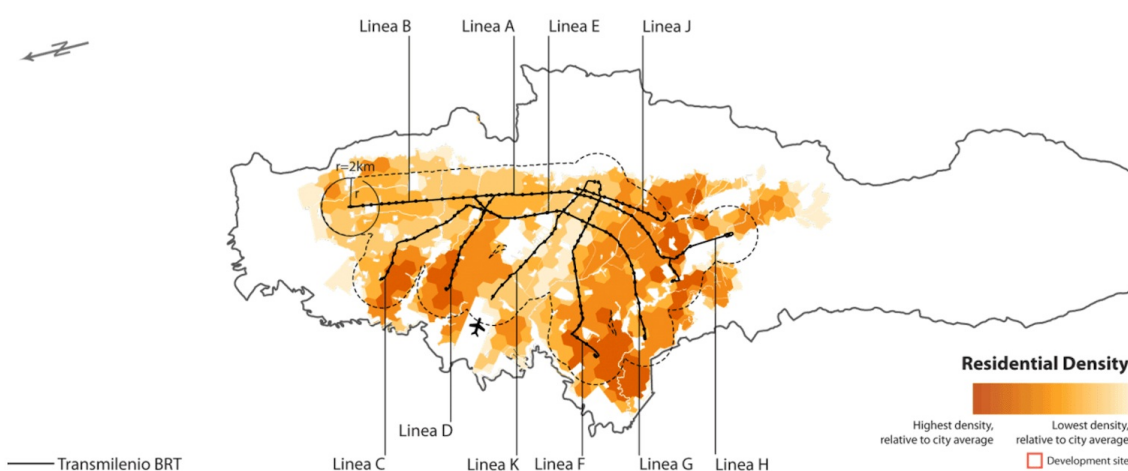 Linea B
Linea A
Linea E
Linea J
N
r=2km
r
Linea D
Linea C
Linea K
Linea F
Linea G
Linea H
Transmilenio BRT
Residential Density
Highest density,
relative to city average
Lowest density,
relative to city average
Development site